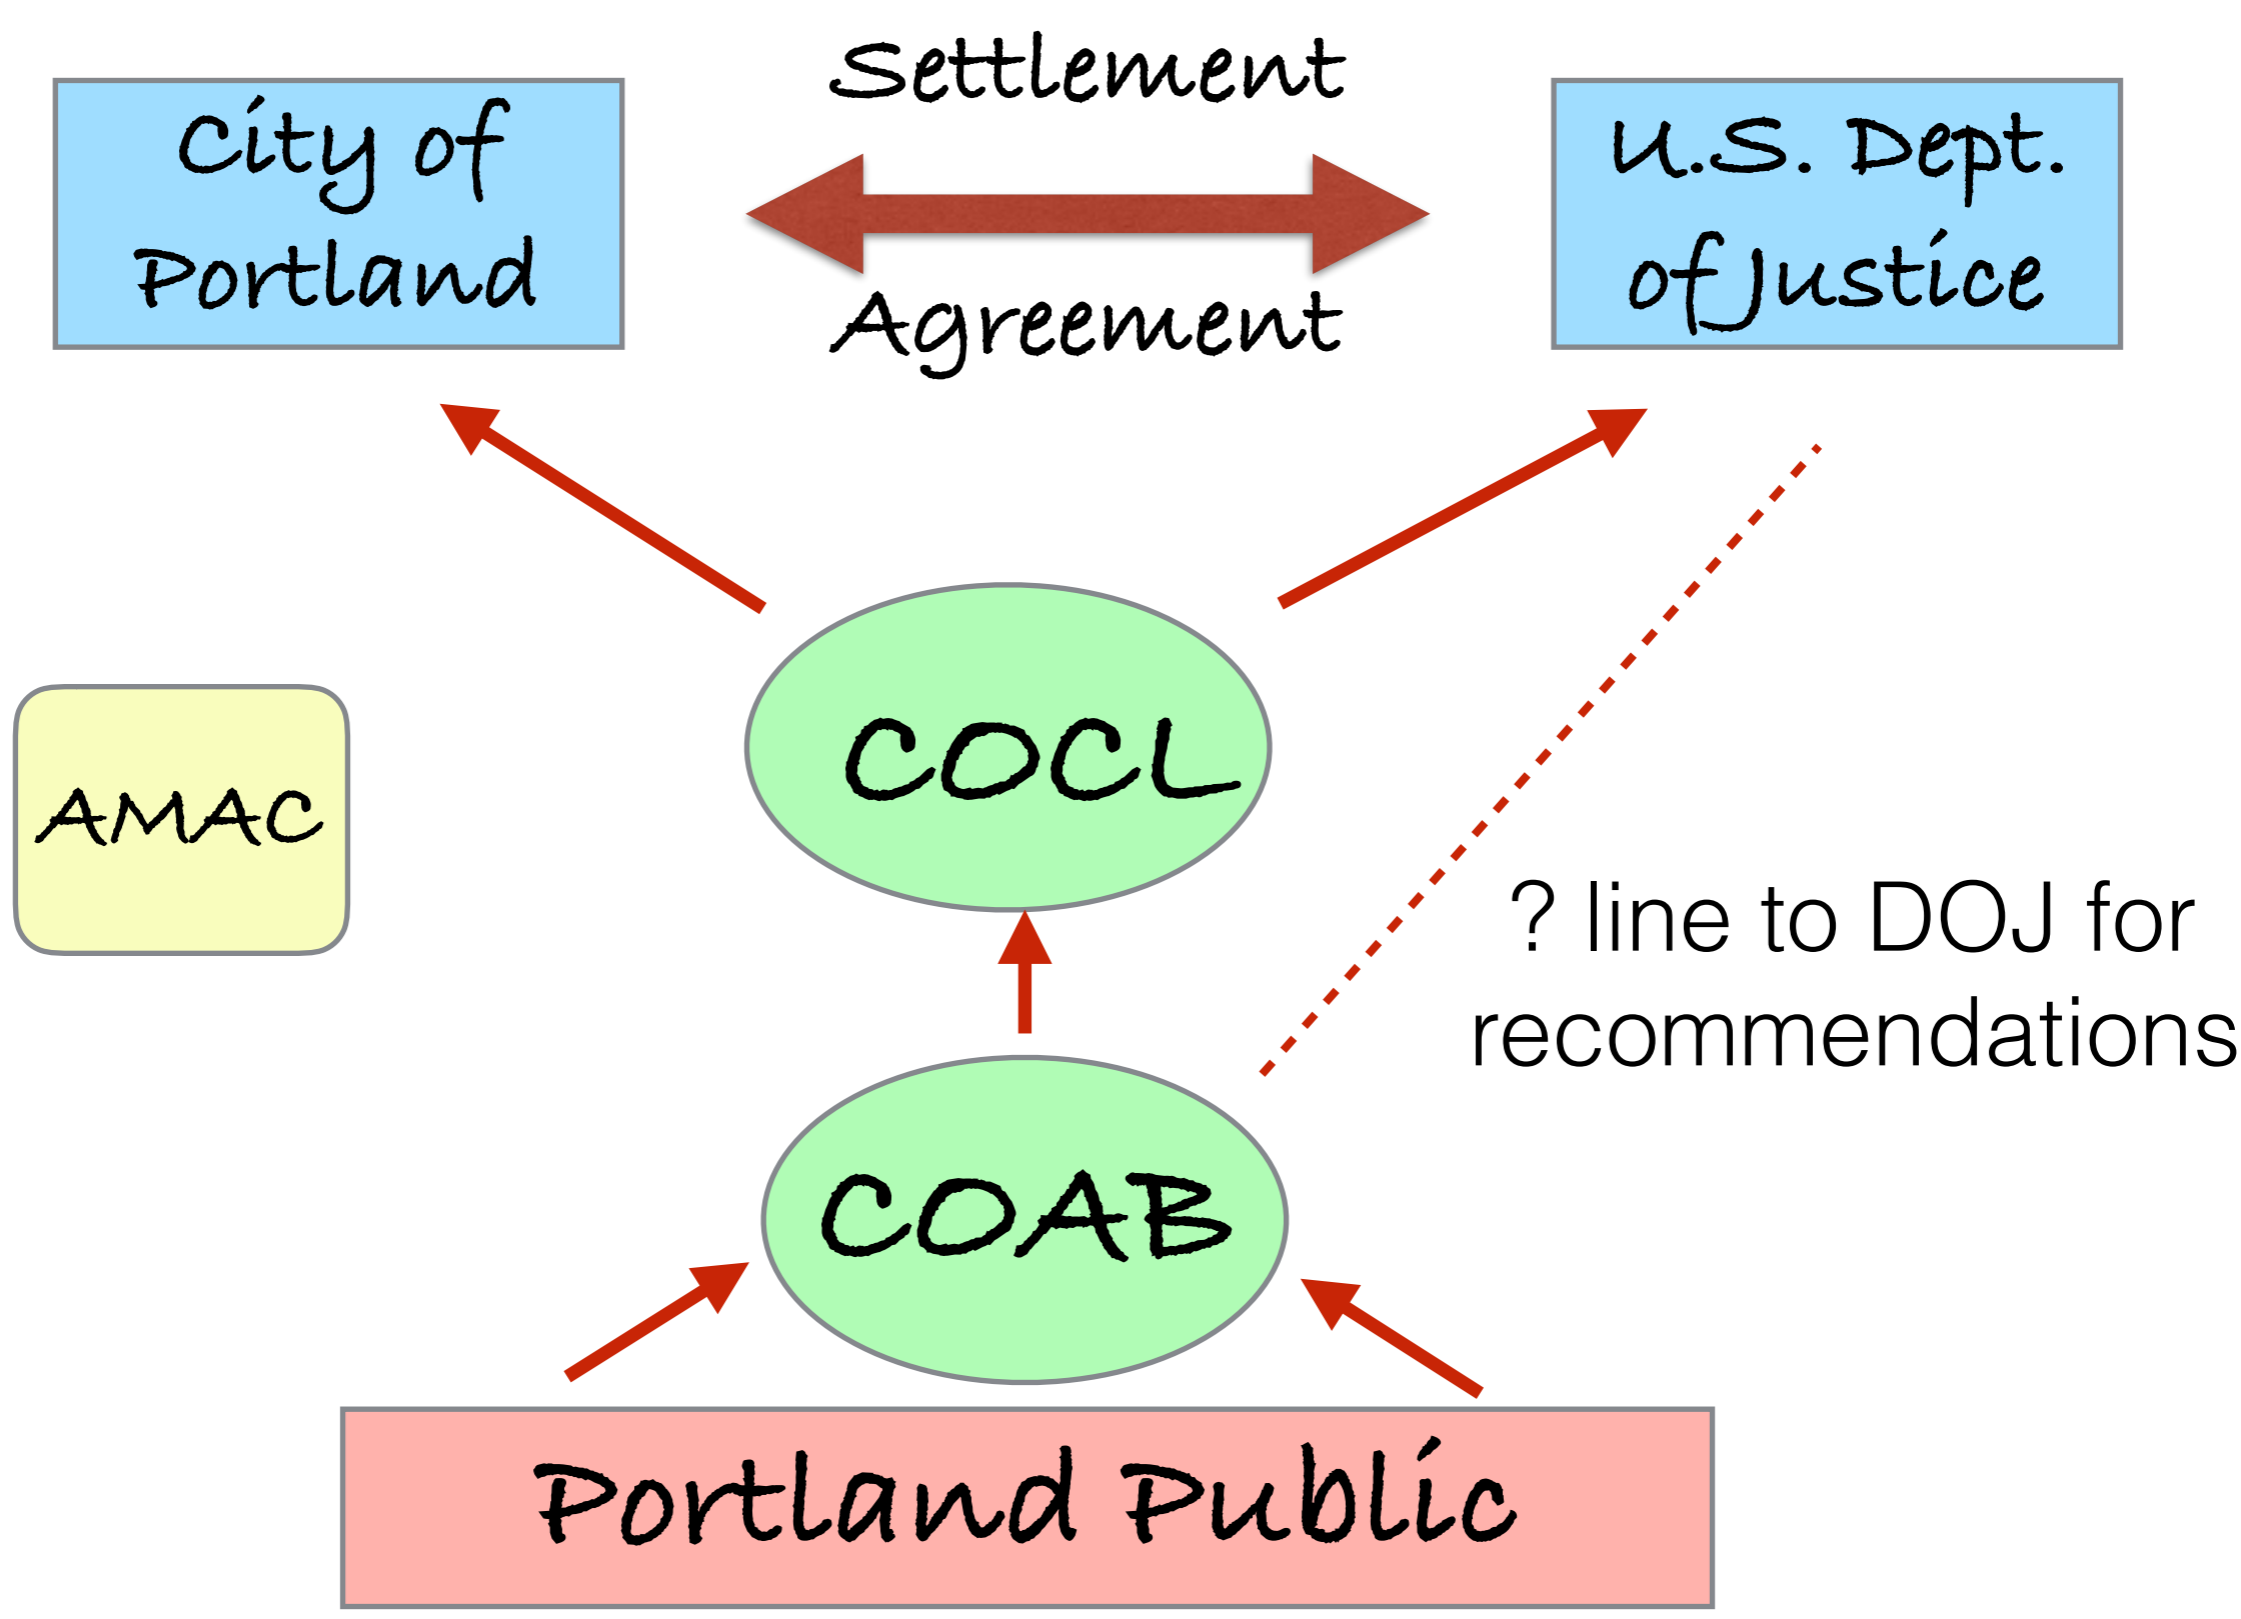 Settlement
City of
Portland
U.S. Dept.
of Justice
Agreement
COCL
AMAC
? line to DOJ for
recommendations
COAB
Portland Public